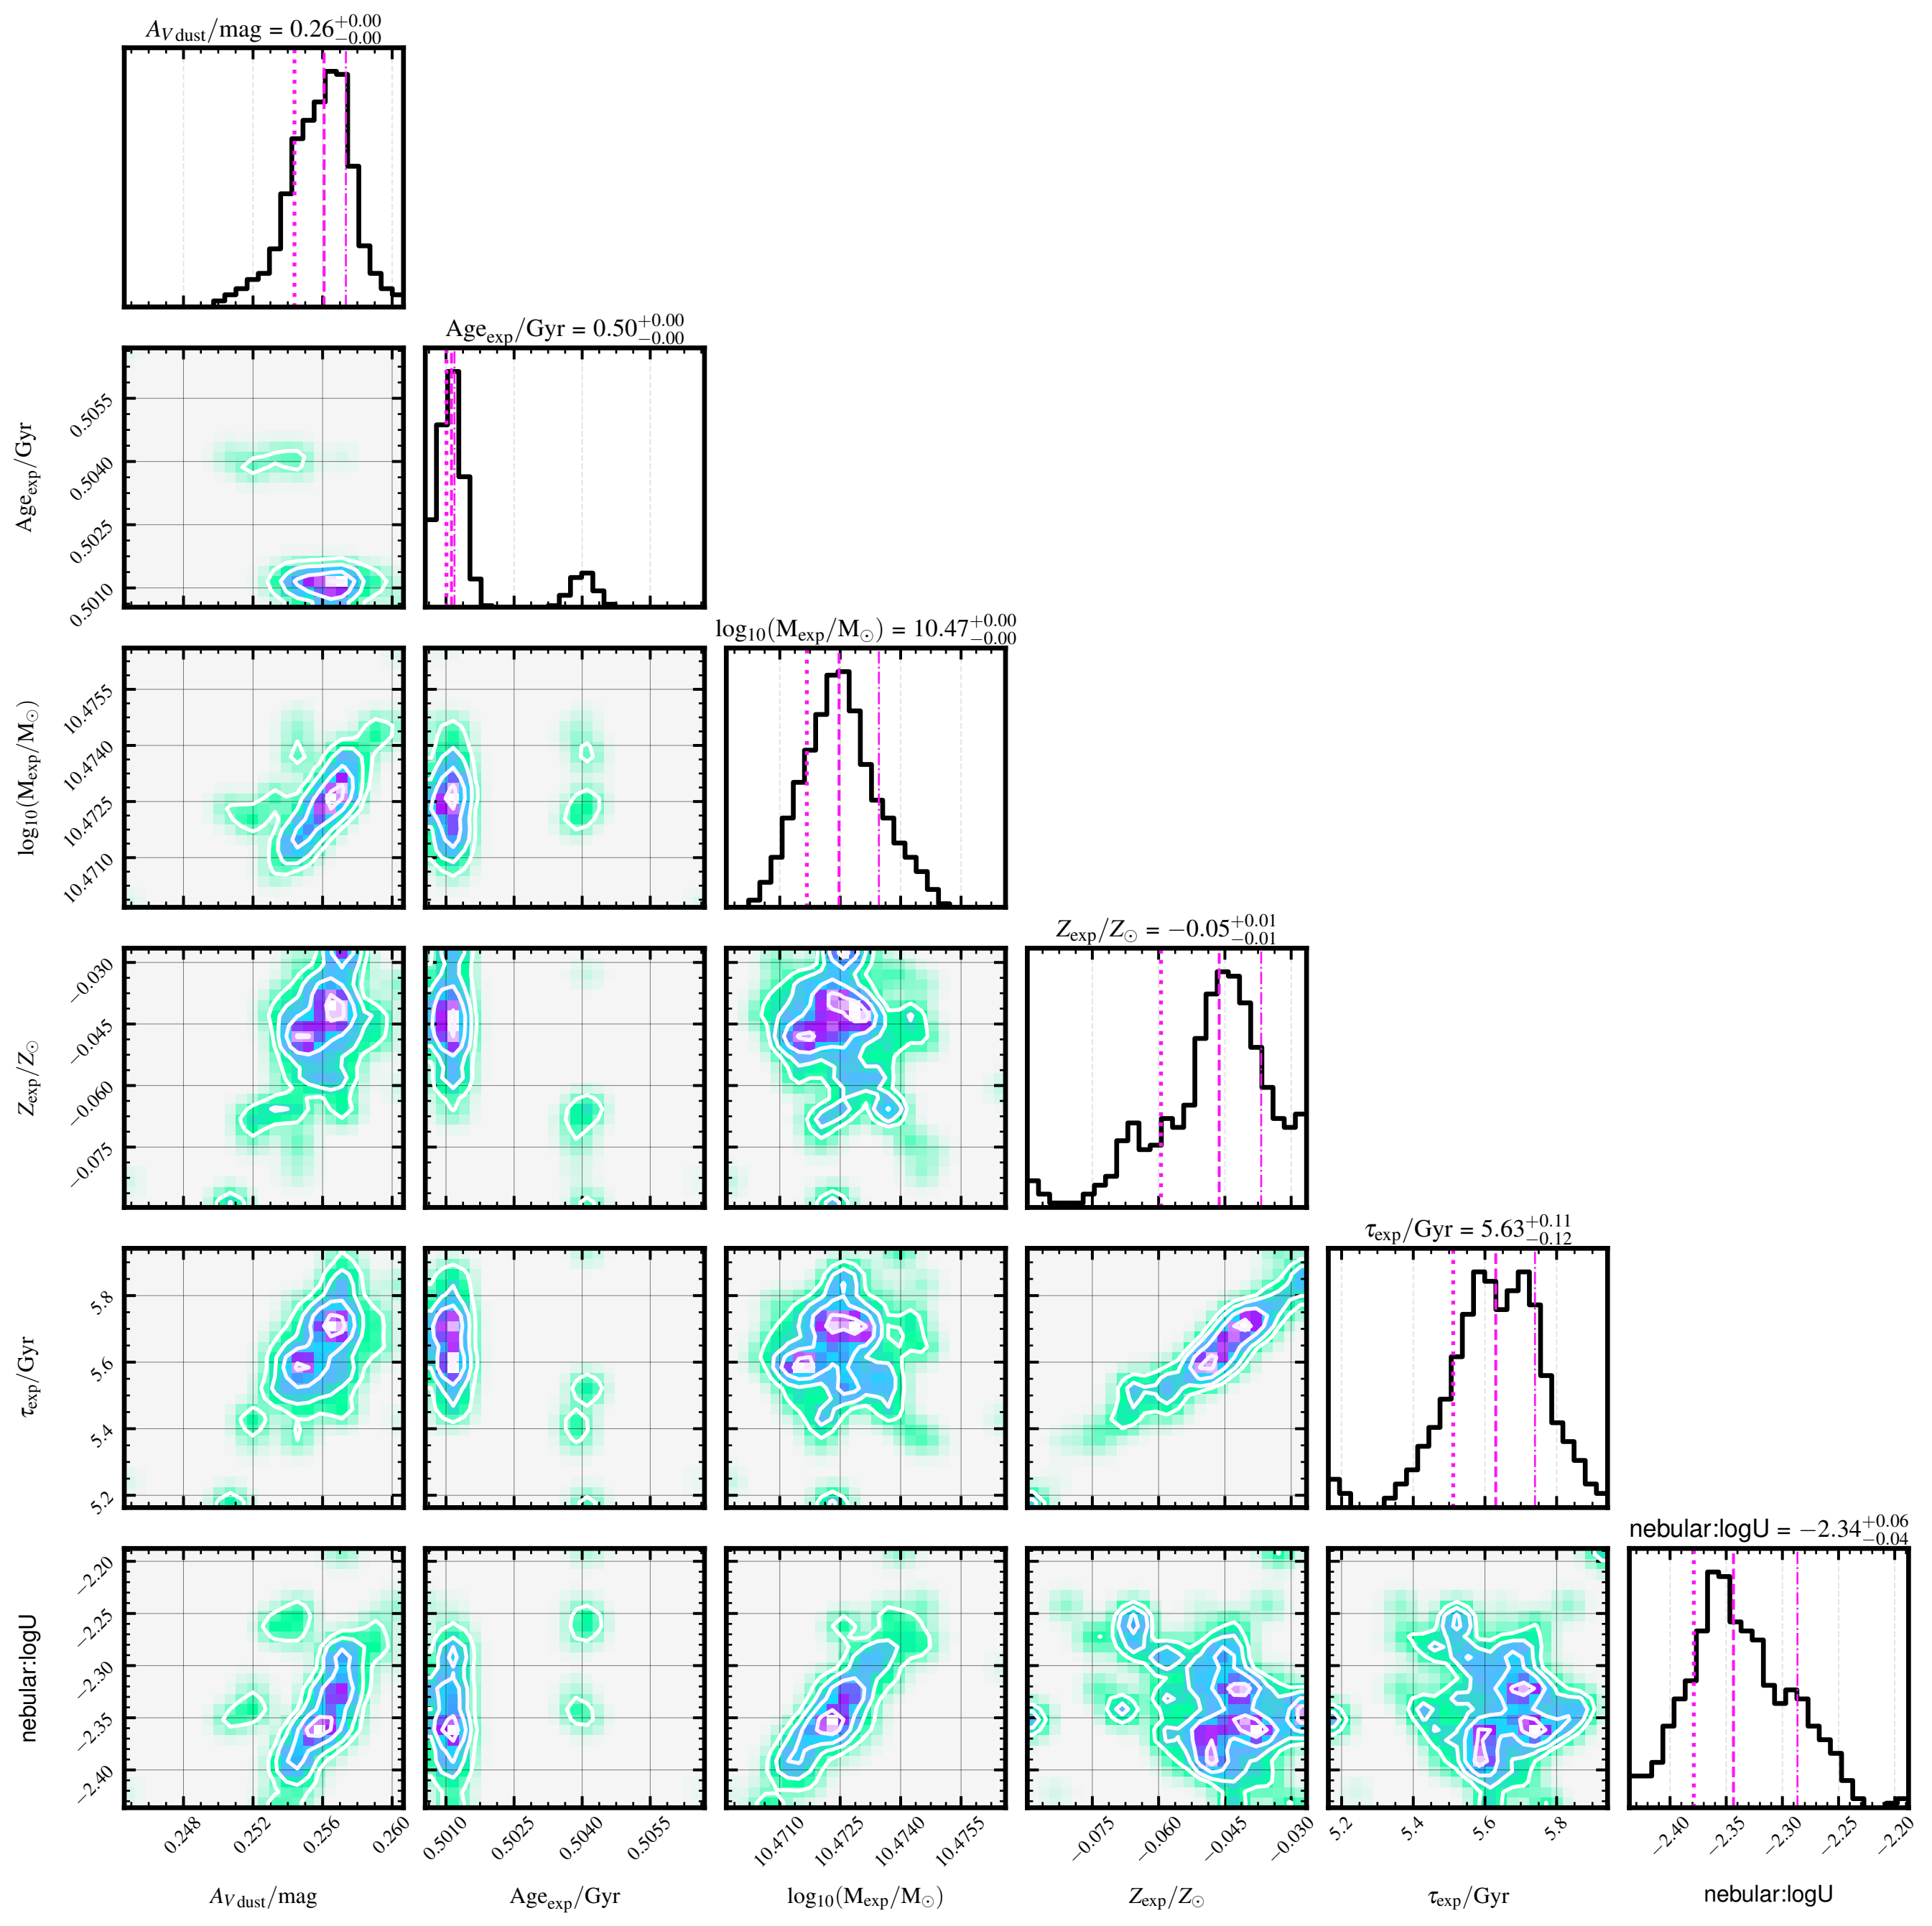 A_V dust/mag = 0.26^{+0.00}_{-0.00}
Age_exp/Gyr = 0.50^{+0.00}_{-0.00}
Age_exp/Gyr
0.5055
0.5040
0.5025
0.5010
log_10(M_exp/M_⊙) = 10.47^{+0.00}_{-0.00}
log_10(M_exp/M_⊙)
10.4755
10.4740
10.4725
10.4710
Z_exp/Z_⊙ = −0.05^{+0.01}_{-0.01}
Z_exp/Z_⊙
−0.030
−0.045
−0.060
−0.075
τ_exp/Gyr = 5.63^{+0.11}_{-0.12}
τ_exp/Gyr
5.8
5.6
5.4
5.2
nebular:logU = −2.34^{+0.06}_{-0.04}
nebular:logU
−2.20
−2.25
−2.30
−2.35
−2.40
0.248 0.252 0.256 0.260 0.5010 0.5025 0.5040 0.5055 10.4710 10.4725 10.4740 10.4755 −0.075 −0.060 −0.045 −0.030 5.2 5.4 5.6 5.8 −2.40 −2.35 −2.30 −2.25 −2.20
A_V dust/mag Age_exp/Gyr log_10(M_exp/M_⊙) Z_exp/Z_⊙ τ_exp/Gyr nebular:logU